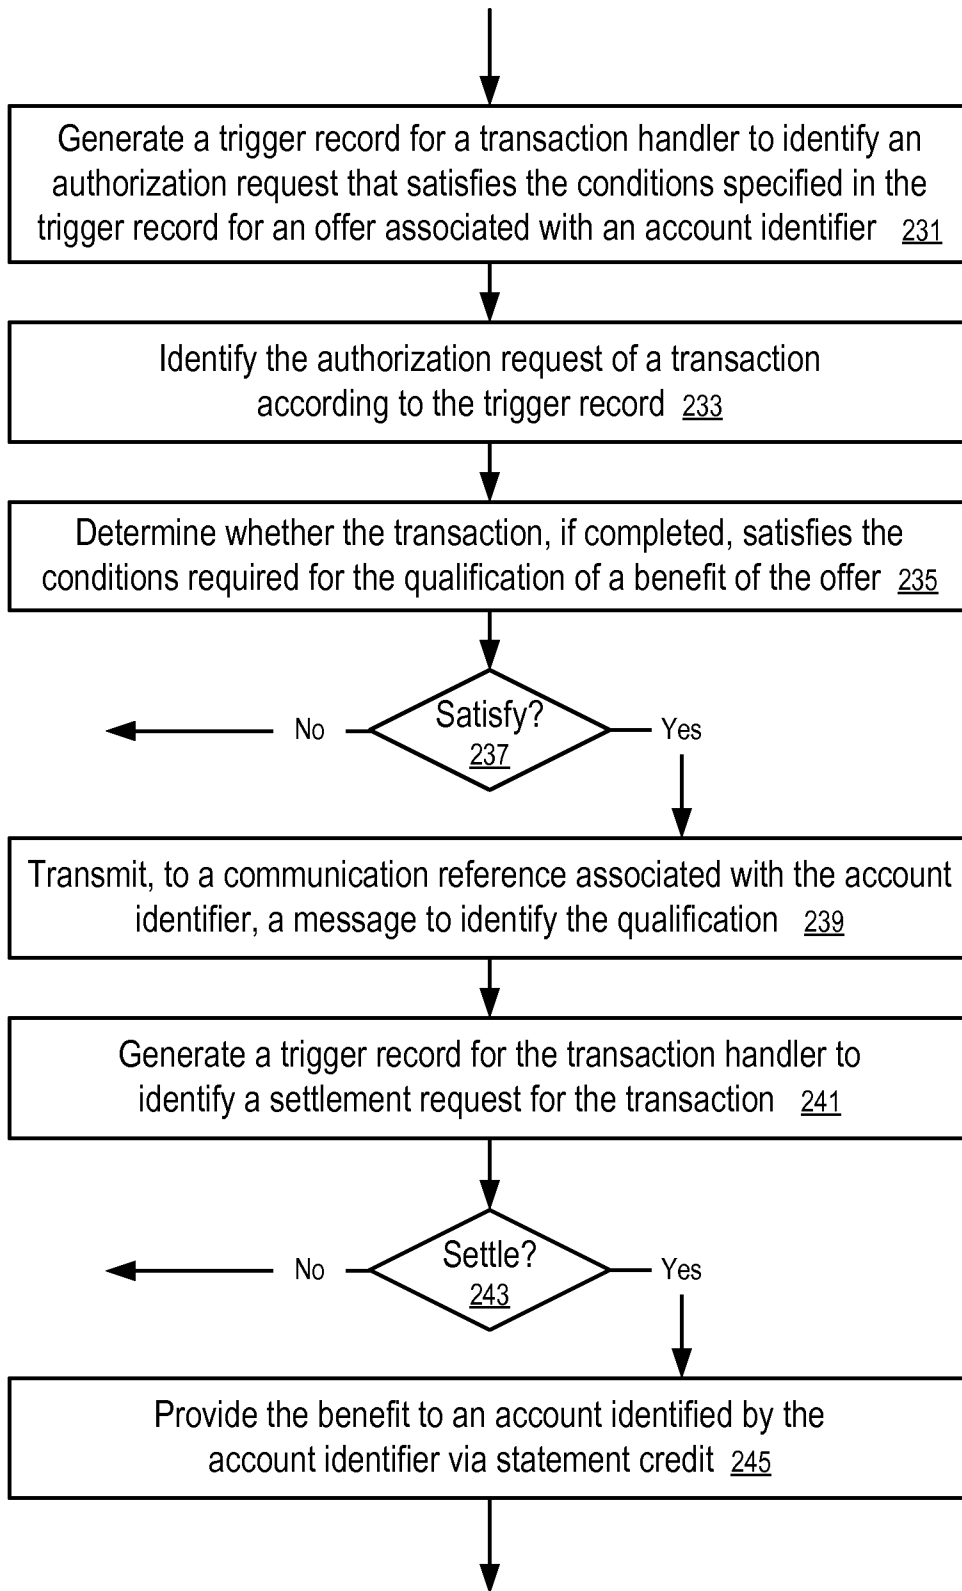 Generate a trigger record for a transaction handler to identify an
authorization request that satisfies the conditions specified in the
trigger record for an offer associated with an account identifier 231
Identify the authorization request of a transaction
according to the trigger record 233
Determine whether the transaction, if completed, satisfies the
conditions required for the qualification of a benefit of the offer 235
Satisfy?
No
Yes
237
Transmit, to a communication reference associated with the account
identifier, a message to identify the qualification 239
Generate a trigger record for the transaction handler to
identify a settlement request for the transaction 241
Settle?
No
Yes
243
Provide the benefit to an account identified by the
account identifier via statement credit 245